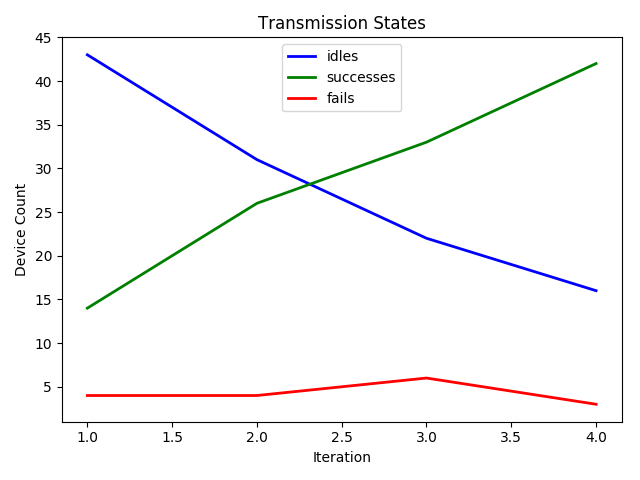 Transmission States
idles
successes
fails
45
40
35
30
25
20
15
10
5
Device Count
1.0 1.5 2.0 2.5 3.0 3.5 4.0
Iteration